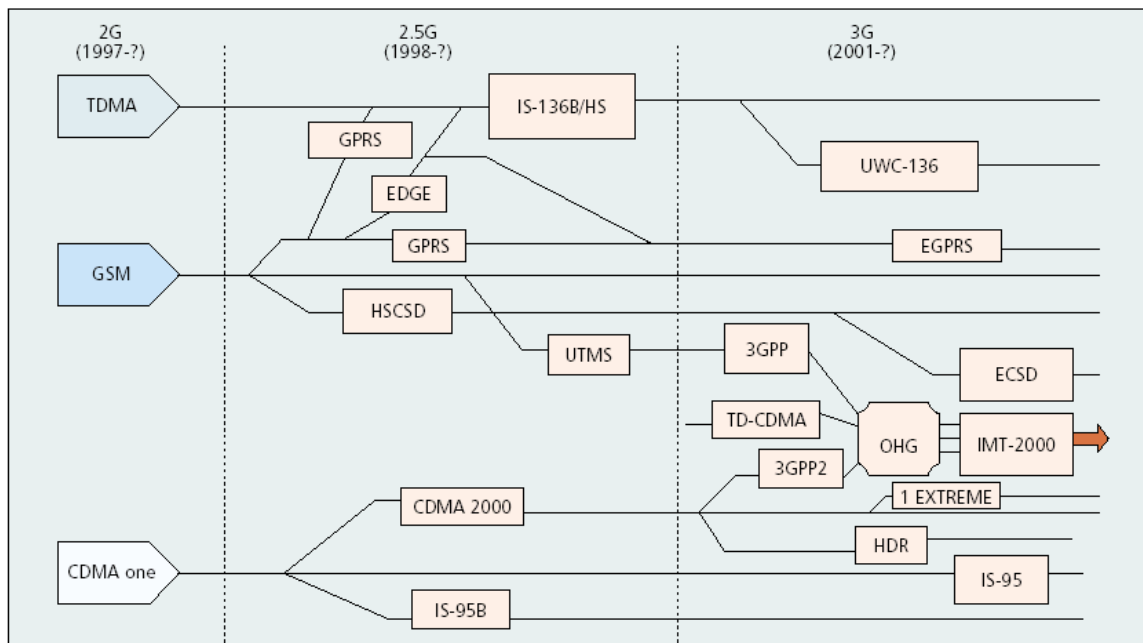 2G
(1997-?)
2.5G
(1998-?)
3G
(2001-?)
TDMA
IS-136B/HS
GPRS
UWC-136
EDGE
GPRS
EGPRS
GSM
HSCSD
UTMS
3GPP
ECSD
TD-CDMA
OHG
IMT-2000
3GPP2
1 EXTREME
CDMA 2000
HDR
CDMA one
IS-95
IS-95B